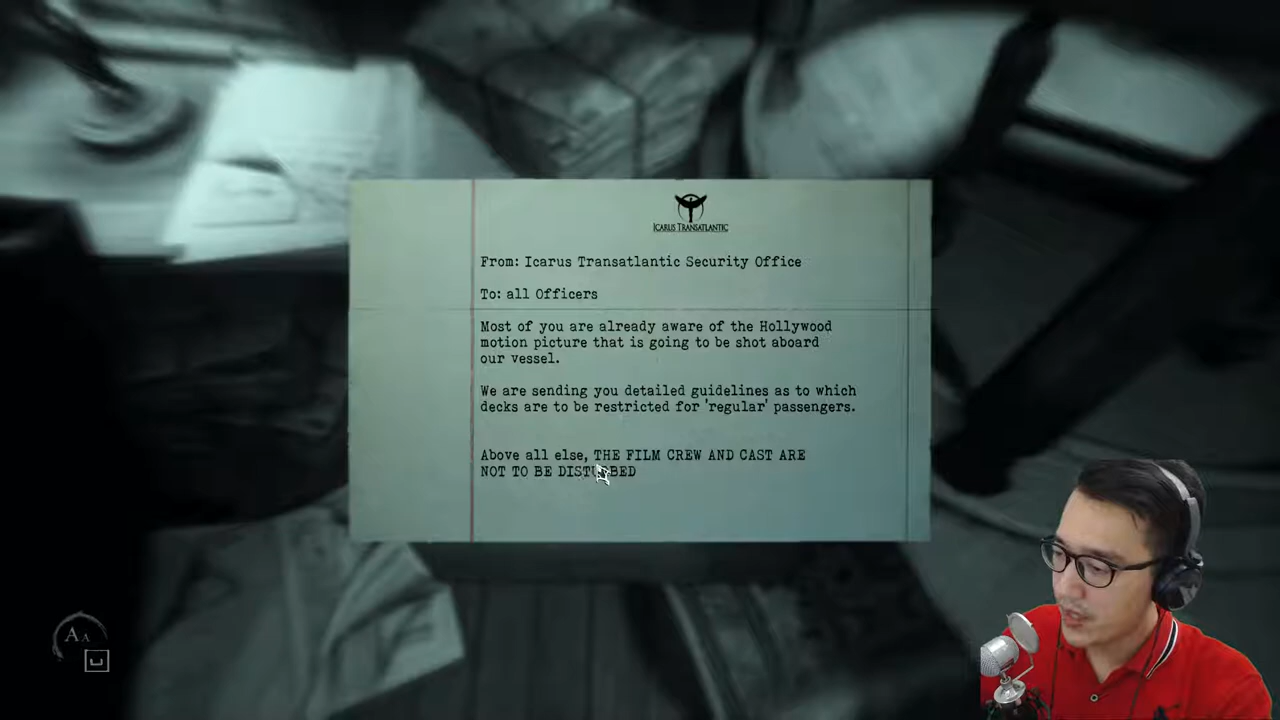 ICARUS TRANSATLANTIC
From: Icarus Transatlantic Security Office
To: all Officers
Most of you are already aware of the Hollywood
motion picture that is going to be shot aboard
our vessel.
We are sending you detailed guidelines as to which
decks are to be restricted for 'regular' passengers.
Above all else, THE FILM CREW AND CAST ARE
NOT TO BE DISTURBED
AA